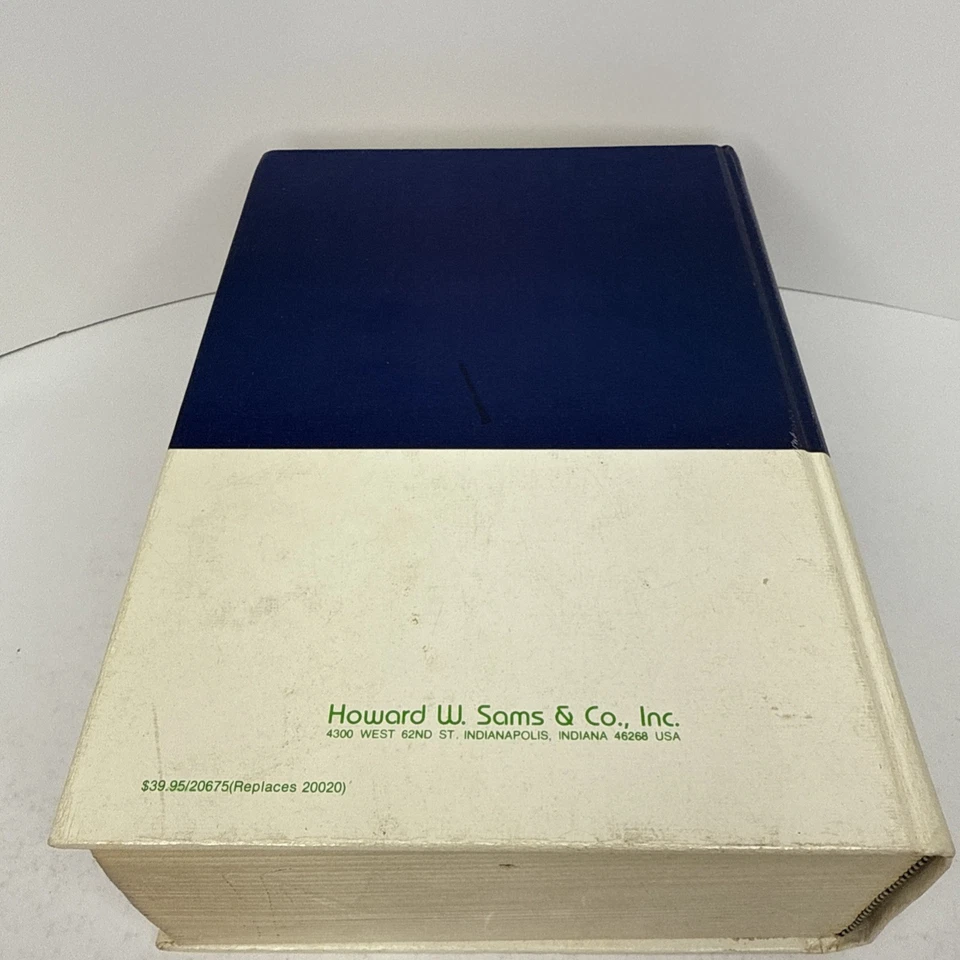 Howard W. Sams & Co., Inc.
4300 WEST 62ND ST. INDIANAPOLIS, INDIANA 46268 USA
$39.95/20675(Replaces 20020)